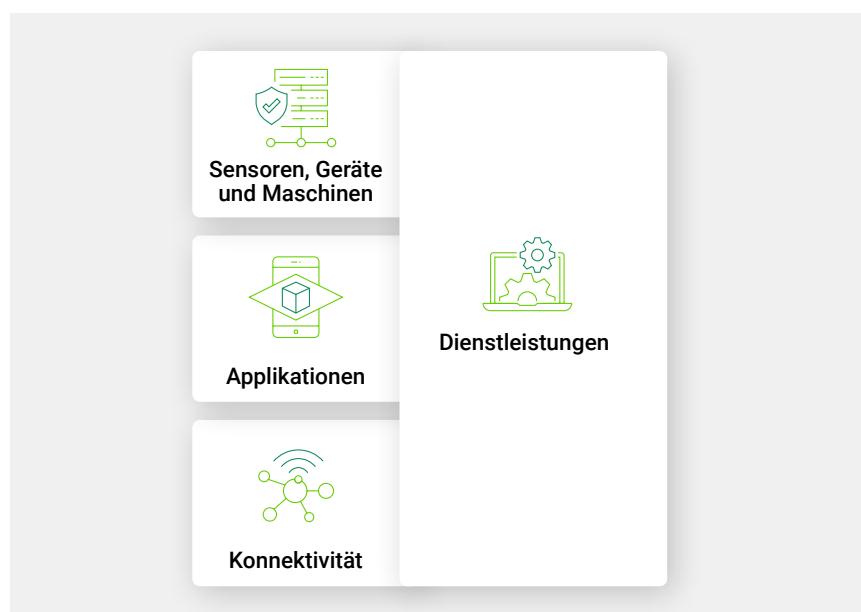 Sensoren, Geräte
und Maschinen
Applikationen
Konnektivität
Dienstleistungen